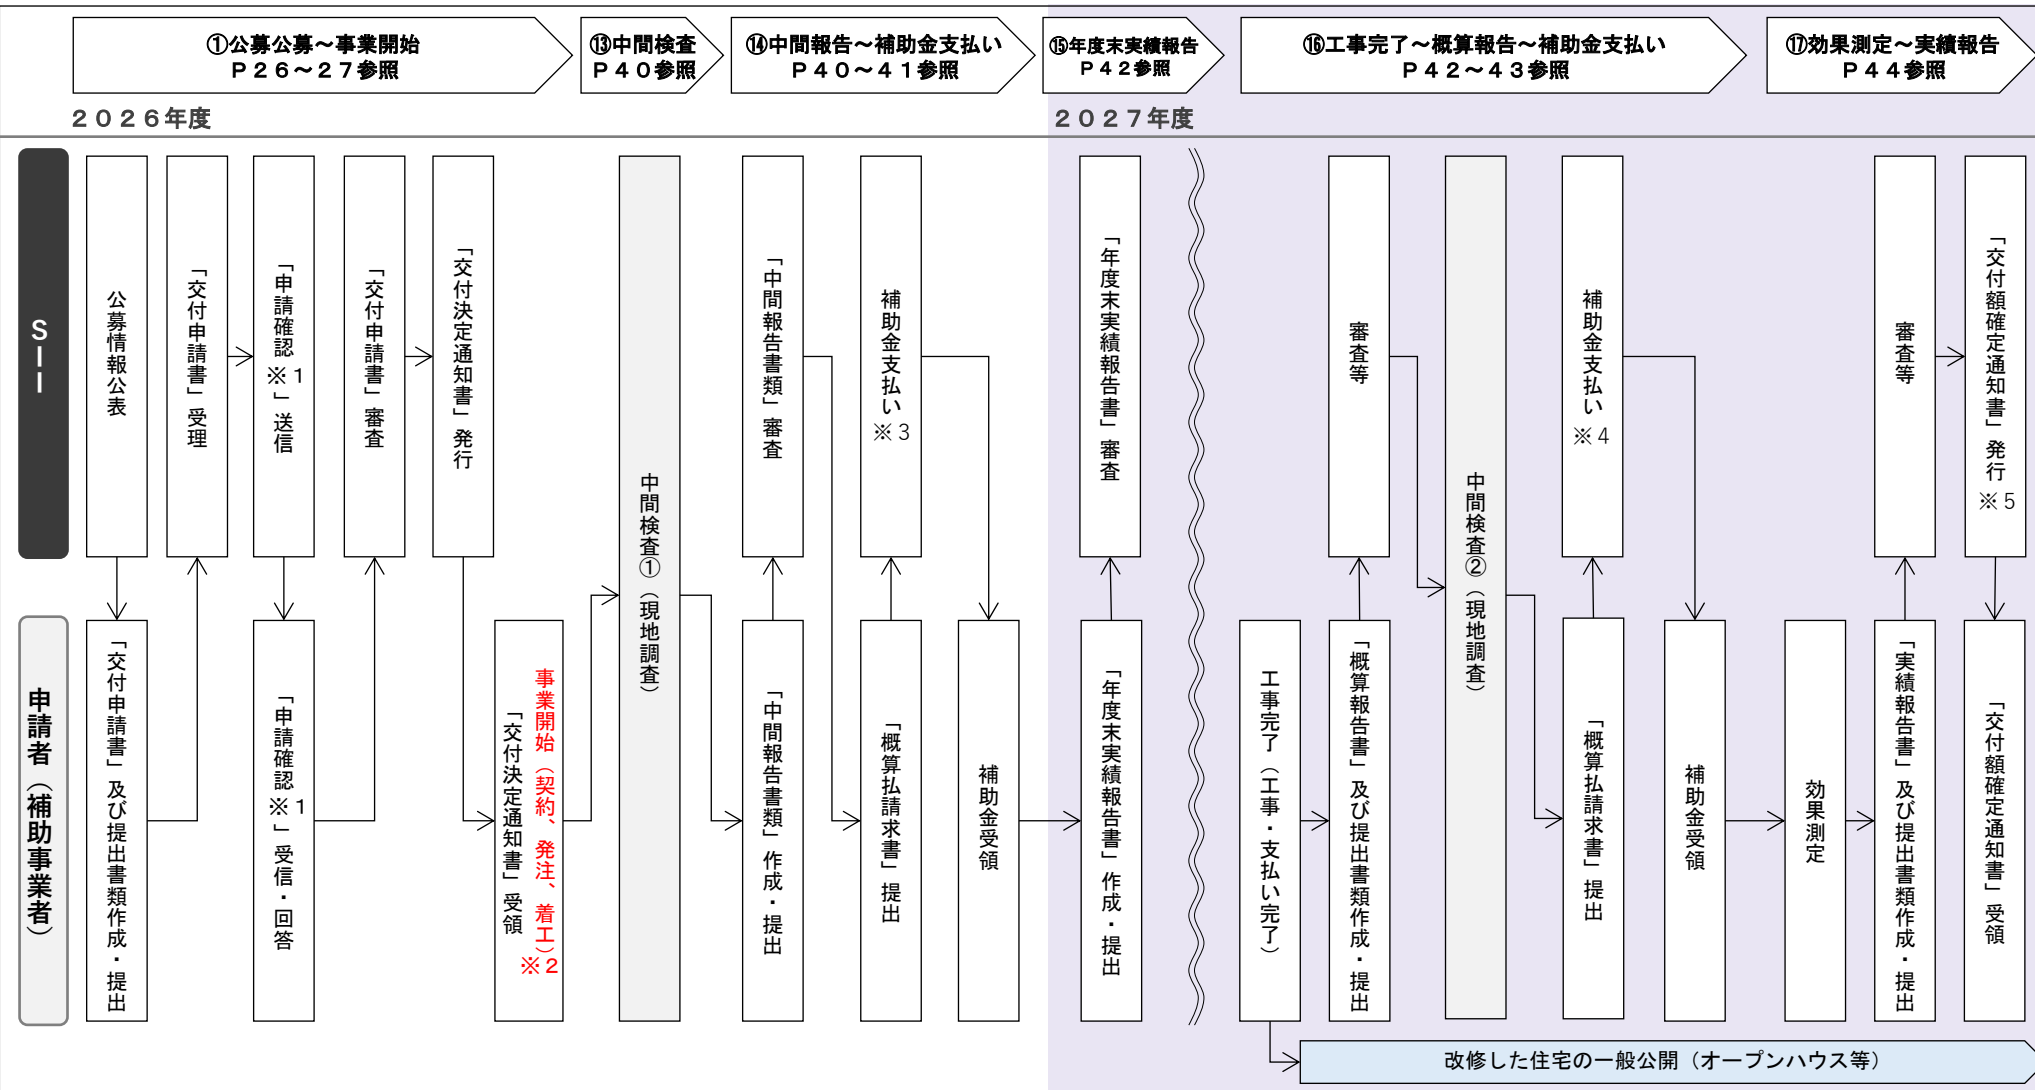 ①公募公募～事業開始
Ｐ２６～２７参照
⑬中間検査
Ｐ４０参照
⑭中間報告～補助金支払い
Ｐ４０～４１参照
⑮年度末実績報告
Ｐ４２参照
⑯工事完了～概算報告～補助金支払い
Ｐ４２～４３参照
⑰効果測定～実績報告
Ｐ４４参照
２０２６年度
２０２７年度
ＳＩＩ
公募情報公表
「交付申請書」受理
「申請確認※１」送信
「交付申請書」審査
「交付決定通知書」発行
中間検査①（現地調査）
「中間報告書類」審査
補助金支払い※３
「年度末実績報告書」審査
審査等
中間検査②（現地調査）
補助金支払い※４
審査等
「交付額確定通知書」発行※５
申請者（補助事業者）
「交付申請書」及び提出書類作成・提出
「申請確認※１」受信・回答
事業開始（契約、発注、着工）※２
「交付決定通知書」受領
「中間報告書類」作成・提出
「概算払請求書」提出
補助金受領
「年度末実績報告書」作成・提出
工事完了（工事・支払い完了）
「概算報告書」及び提出書類作成・提出
「概算払請求書」提出
補助金受領
効果測定
「実績報告書」及び提出書類作成・提出
「交付額確定通知書」受領
改修した住宅の一般公開（オープンハウス等）